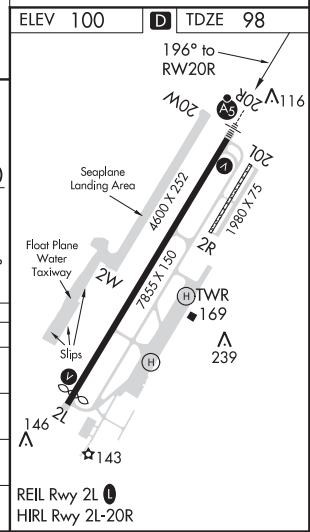 ELEV 100 D TDZE 98
196° to
RW20R
20W
A5
20R
116
V
20L
Seaplane
Landing Area
4600 X 252
1980 X 75
2R
Float Plane
Water
Taxiway
2W
7855 X 150
H TWR
169
239
Slips
H
V
2L
146
143
REIL Rwy 2L L
HIRL Rwy 2L-20R